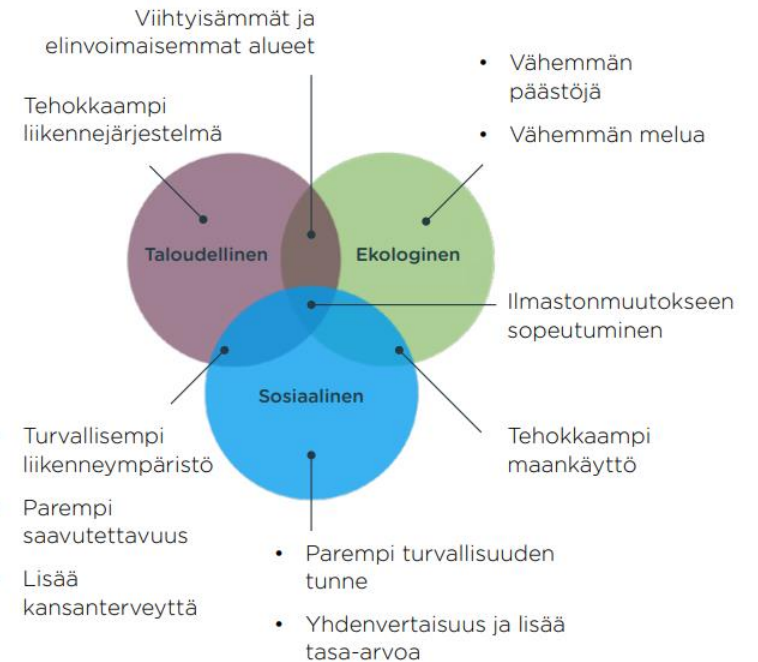 Viihtyisämmät ja
elinvoimaisemmat alueet
• Vähemmän
päästöjä
• Vähemmän melua
Tehokkaampi
liikennejärjestelmä
Taloudellinen
Ekologinen
Ilmastonmuutokseen
sopeutuminen
Sosiaalinen
Turvallisempi
liikenneympäristö
Parempi
saavutettavuus
Lisää
kansanterveyttä
Tehokkaampi
maankäyttö
• Parempi turvallisuuden
tunne
• Yhdenvertaisuus ja lisää
tasa-arvoa